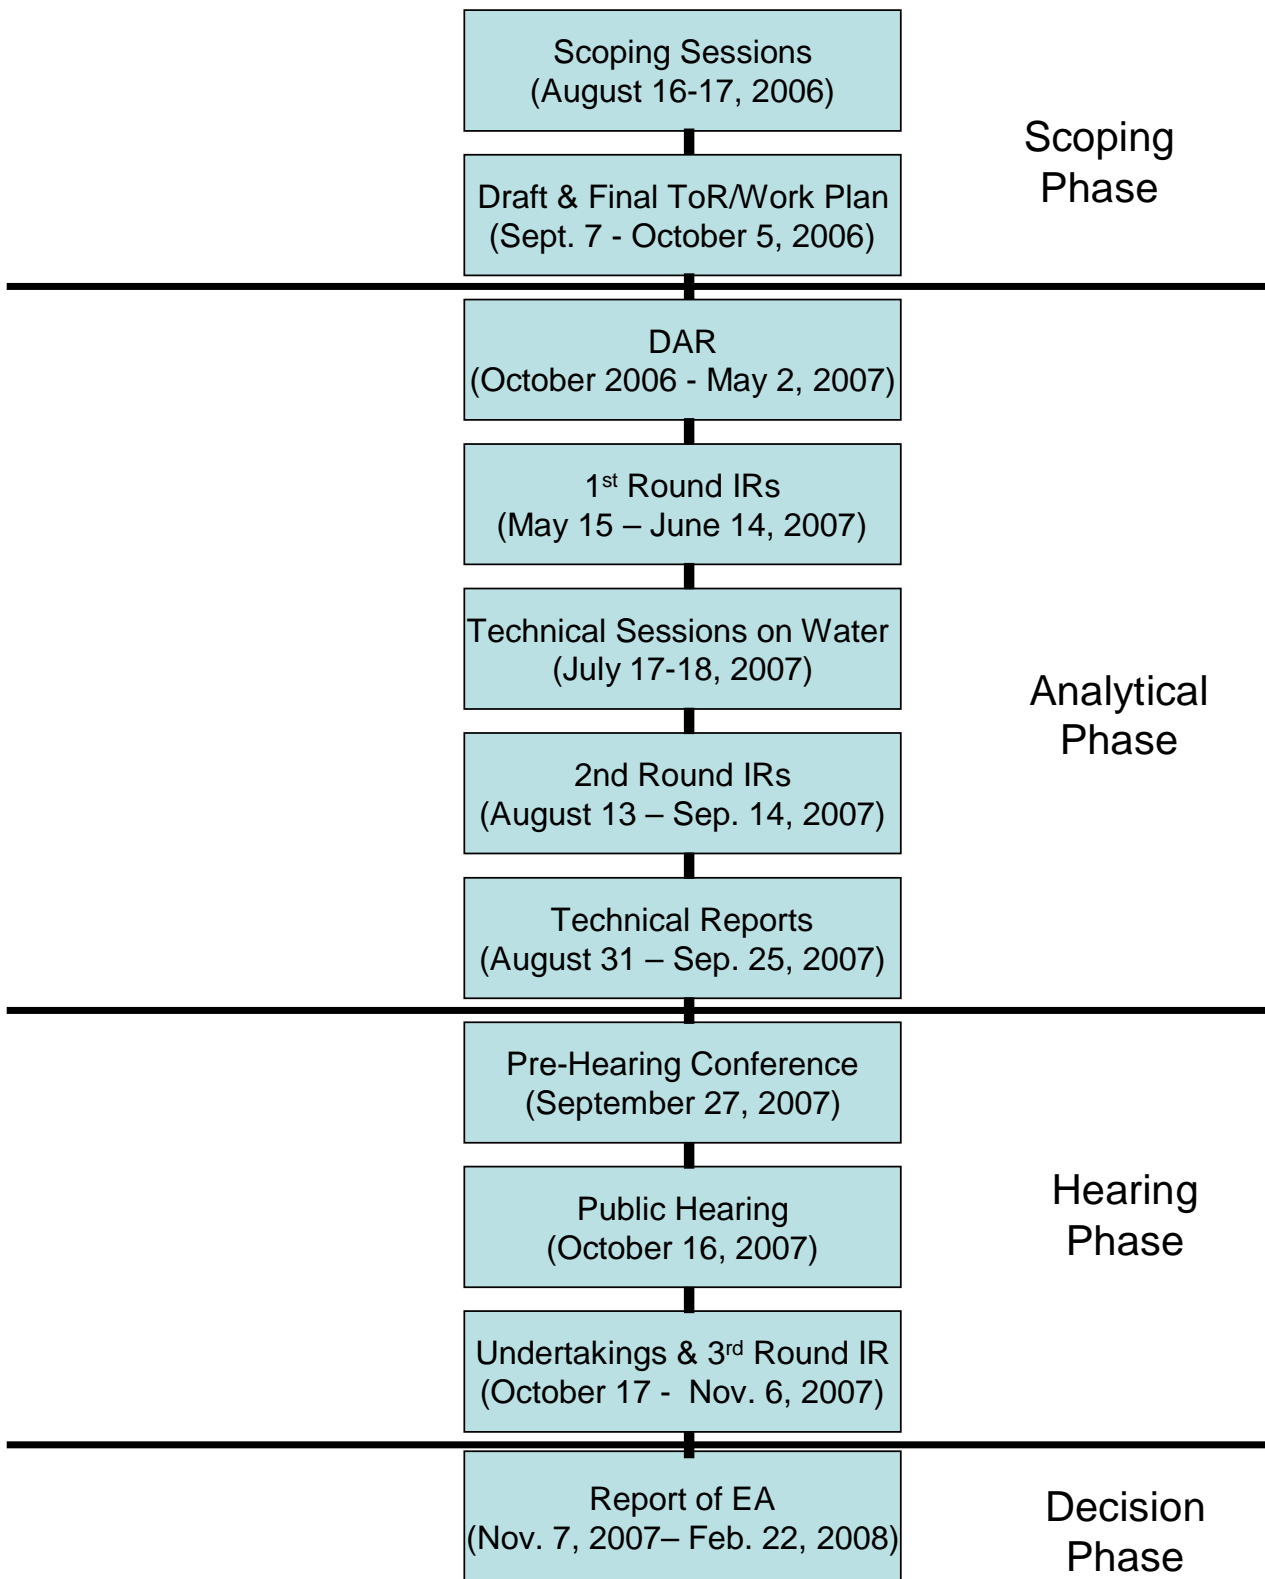 Scoping Sessions
(August 16-17, 2006)
Scoping
Phase
Draft & Final ToR/Work Plan
(Sept. 7 - October 5, 2006)
DAR
(October 2006 - May 2, 2007)
1st Round IRs
(May 15 – June 14, 2007)
Technical Sessions on Water
(July 17-18, 2007)
Analytical
Phase
2nd Round IRs
(August 13 – Sep. 14, 2007)
Technical Reports
(August 31 – Sep. 25, 2007)
Pre-Hearing Conference
(September 27, 2007)
Public Hearing
(October 16, 2007)
Hearing
Phase
Undertakings & 3rd Round IR
(October 17 -  Nov. 6, 2007)
Report of EA
(Nov. 7, 2007– Feb. 22, 2008)
Decision
Phase